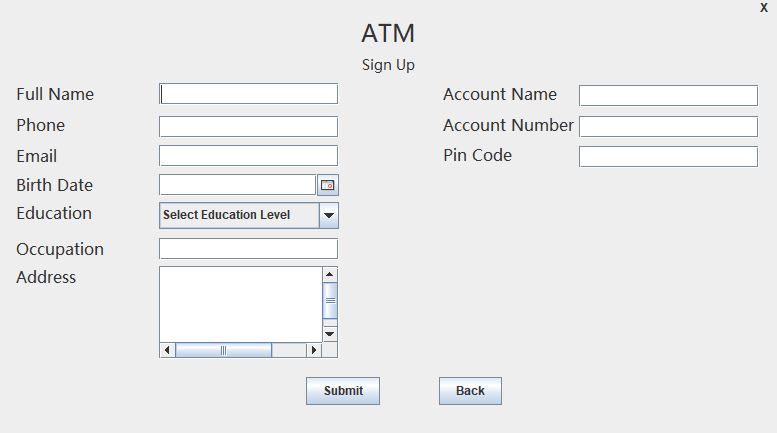 X
ATM
Sign Up
Full Name
Account Name
Phone
Account Number
Email
Pin Code
Birth Date
Education
Select Education Level
Occupation
Address
Submit
Back